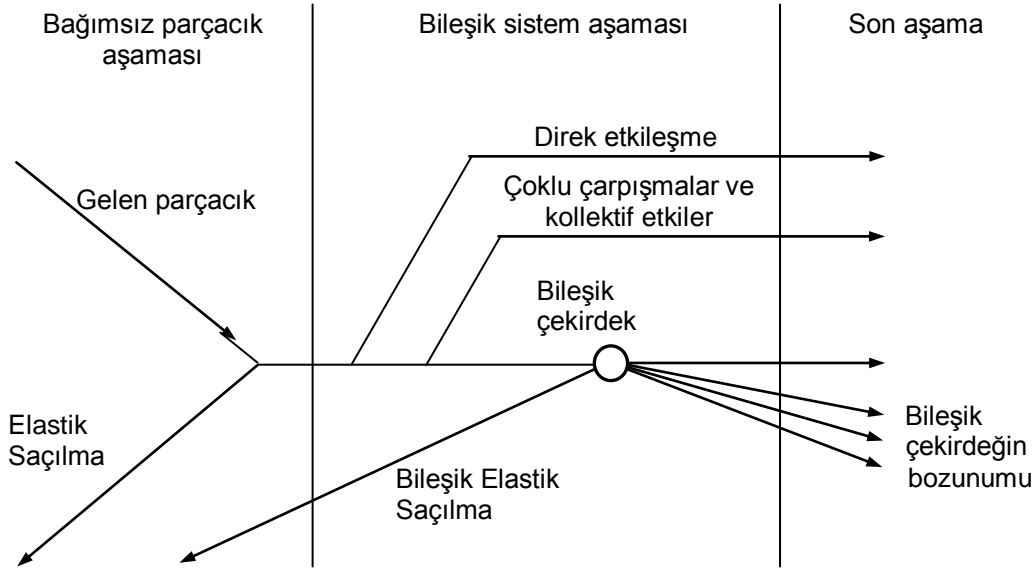 Bağımsız parçacık
aşaması
Bileşik sistem aşaması
Son aşama
Direk etkileşme
Gelen parçacık
Çoklu çarpışmalar ve
kollektif etkiler
Bileşik
çekirdek
Elastik
Saçılma
Bileşik Elastik
Saçılma
Bileşik
çekirdeğin
bozunumu